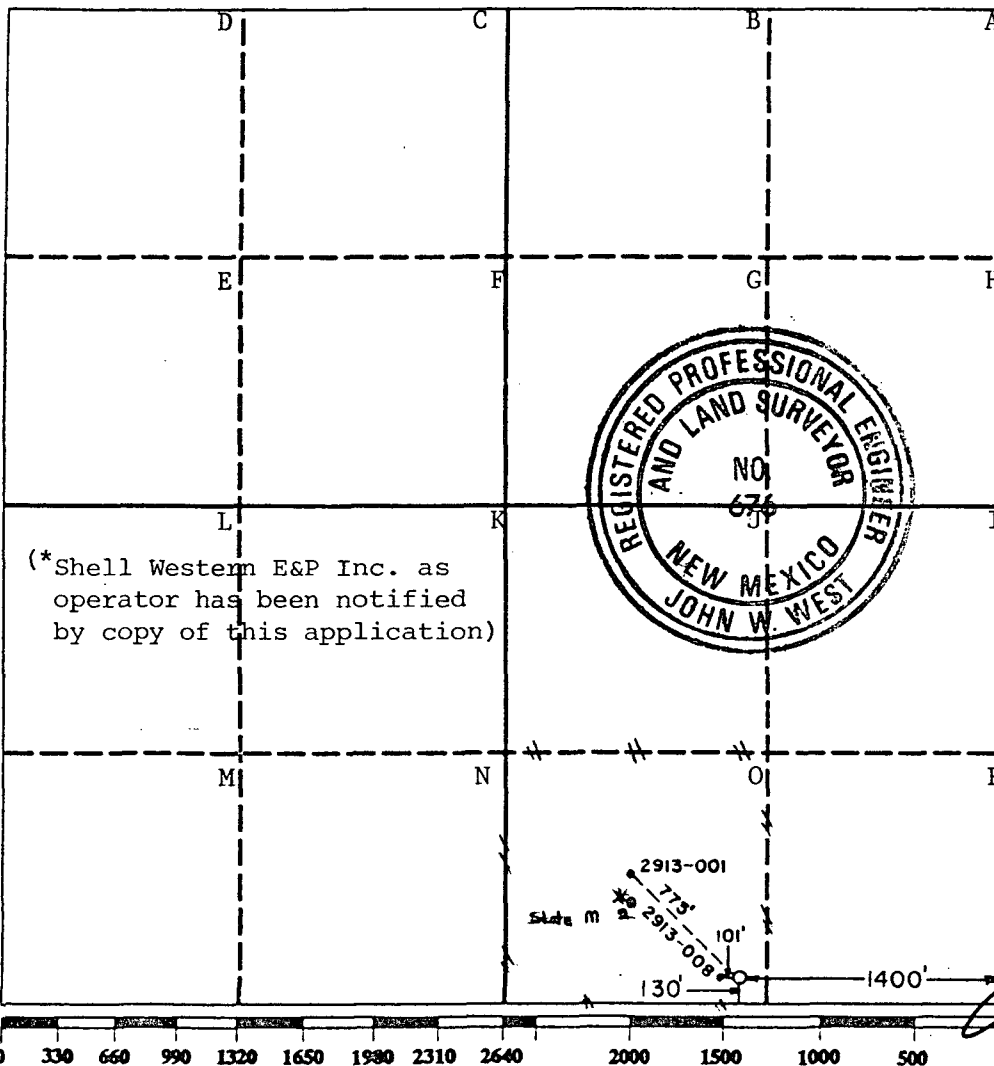 D C B A
E F G H
REGISTERED PROFESSIONAL ENGINEER
AND LAND SURVEYOR
NO.
676
NEW MEXICO
JOHN W. WEST
L K J I
(*Shell Western E&P Inc. as
operator has been notified
by copy of this application)
M N O P
2913-001
775'
State M
2
2913-008
101'
130'
1400'
0 330 660 990 1320 1650 1980 2310 2640 2000 1500 1000 500